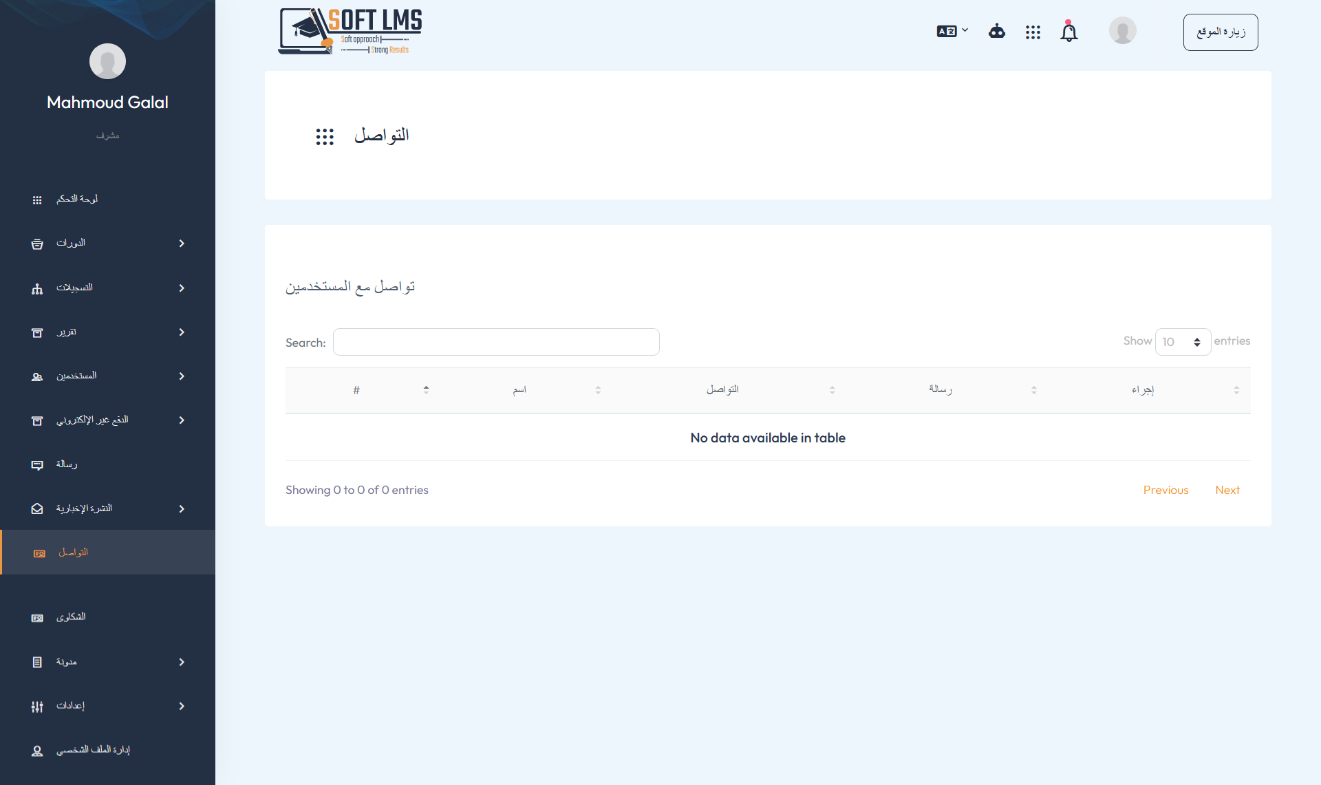 Mahmoud Galal
مشرف
لوحة التحكم
الدورات
التسجيلات
تقرير
المستخدمين
الدفع غير الإلكتروني
رسالة
النشرة الإخبارية
التواصل
الشكاوى
مدونة
إعدادات
إدارة الملف الشخصي
SOFT LMS
Soft approach
Strong Results
زيارة الموقع
التواصل
تواصل مع المستخدمين
Search:
Show 10 entries
# اسم التواصل رسالة إجراء
No data available in table
Showing 0 to 0 of 0 entries
Previous Next